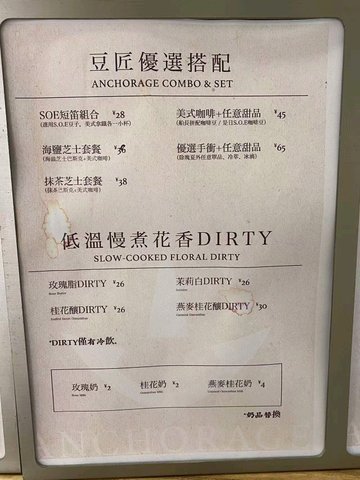 豆匠優選搭配
ANCHORAGE COMBO & SET
SOE短笛組合 ¥28
美式咖啡+任意甜品 ¥45
海鹽芝士套餐 ¥36
優選手衝+任意甜品 ¥65
抹茶芝士套餐 ¥38
低溫慢煮花香DIRTY
SLOW-COOKED FLORAL DIRTY
玫瑰脂DIRTY ¥26
茉莉白DIRTY ¥26
桂花釀DIRTY ¥26
燕麥桂花釀DIRTY ¥30
*DIRTY僅有冷飲。
玫瑰奶 ¥2
桂花奶 ¥2
燕麥桂花奶 ¥4
*奶品替換
ANCHORAGE